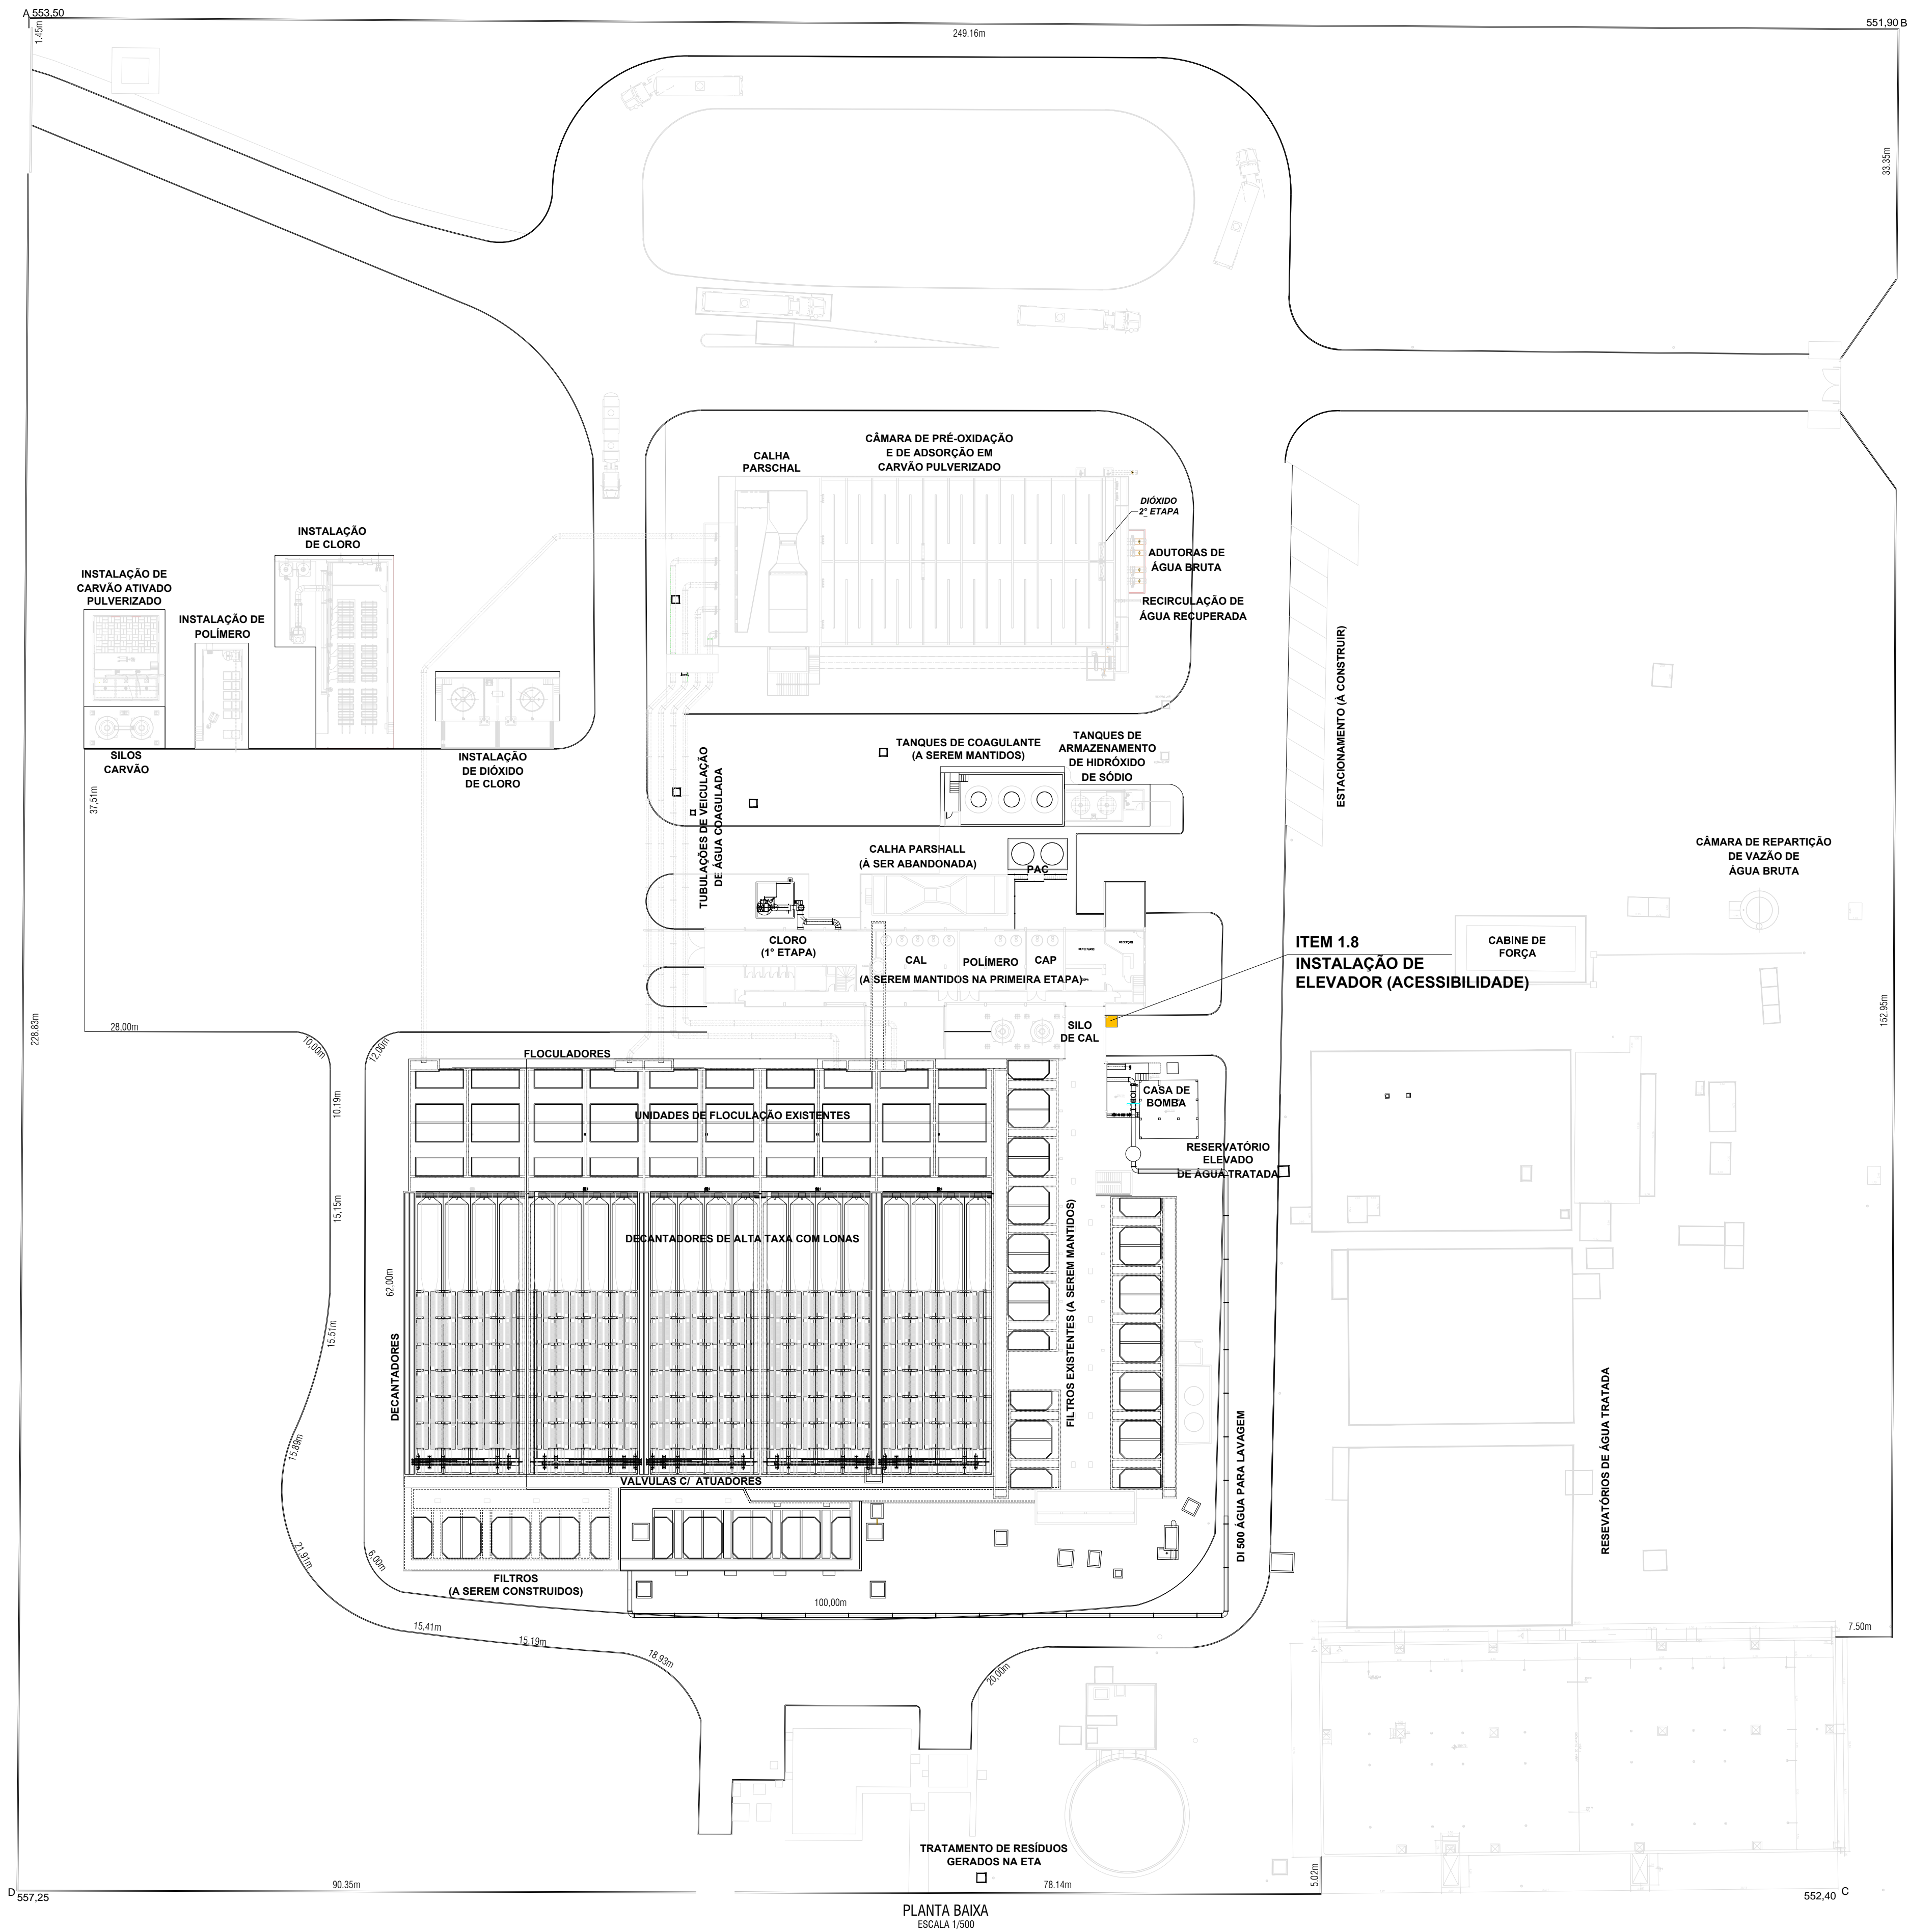 A 553,50
551,90 B
1.45m
249.16m
33.35m
CALHA
PARSCHAL
CÂMARA DE PRÉ-OXIDAÇÃO
E DE ADSORÇÃO EM
CARVÃO PULVERIZADO
DIÓXIDO
2° ETAPA
ADUTORAS DE
ÁGUA BRUTA
RECIRCULAÇÃO DE
ÁGUA RECUPERADA
INSTALAÇÃO
DE CLORO
INSTALAÇÃO DE
CARVÃO ATIVADO
PULVERIZADO
INSTALAÇÃO DE
POLÍMERO
SILOS
CARVÃO
INSTALAÇÃO
DE DIÓXIDO
DE CLORO
37,51m
TUBULAÇÕES DE VEICULAÇÃO
DE ÁGUA COAGULADA
TANQUES DE COAGULANTE
(A SEREM MANTIDOS)
TANQUES DE
ARMAZENAMENTO
DE HIDRÓXIDO
DE SÓDIO
ESTACIONAMENTO (À CONSTRUIR)
CALHA PARSHALL
(À SER ABANDONADA)
PAC
CÂMARA DE REPARTIÇÃO
DE VAZÃO DE
ÁGUA BRUTA
CLORO
(1° ETAPA)
CAL
POLÍMERO
CAP
(A SEREM MANTIDOS NA PRIMEIRA ETAPA)
ITEM 1.8
INSTALAÇÃO DE
ELEVADOR (ACESSIBILIDADE)
CABINE DE
FORÇA
228.83m
28,00m
10,00m
12,00m
SILO
DE CAL
152.95m
FLOCULADORES
10,19m
UNIDADES DE FLOCULAÇÃO EXISTENTES
CASA DE
BOMBA
RESERVATÓRIO
ELEVADO
DE ÁGUA TRATADA
15,15m
DECANTADORES DE ALTA TAXA COM LONAS
62,00m
15.51m
DECANTADORES
FILTROS EXISTENTES (A SEREM MANTIDOS)
15.89m
DI 500 ÁGUA PARA LAVAGEM
RESEVATÓRIOS DE ÁGUA TRATADA
VALVULAS C/ ATUADORES
21.91m
6.00m
FILTROS
(A SEREM CONSTRUIDOS)
100,00m
15,41m
15.19m
18.93m
20,00m
7.50m
TRATAMENTO DE RESÍDUOS
GERADOS NA ETA
5.02m
90.35m
78.14m
D 557,25
552,40 C
PLANTA BAIXA
ESCALA 1/500